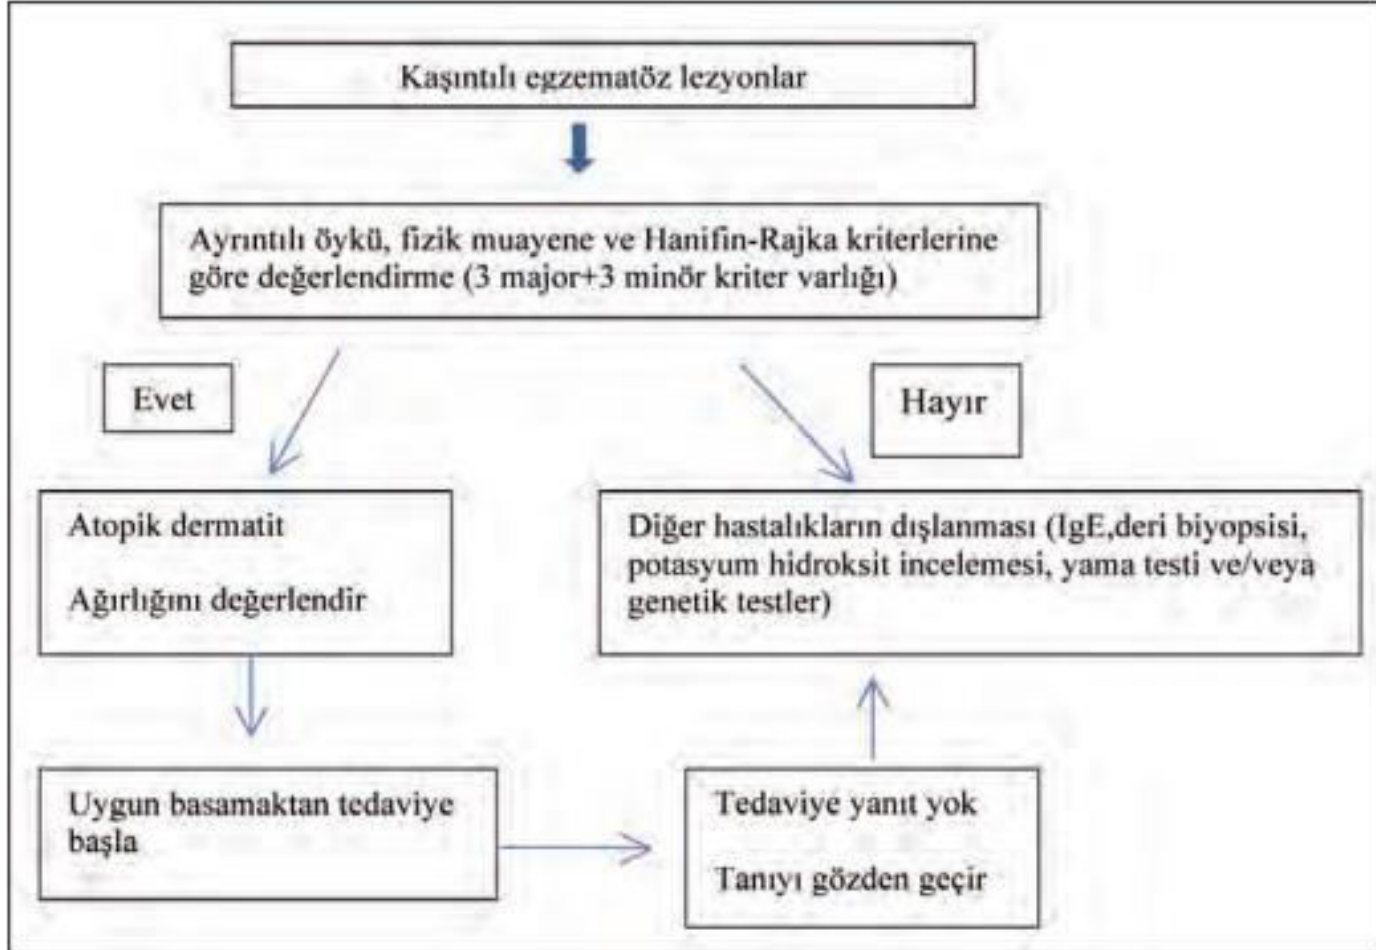 Kaşıntılı egzematöz lezyonlar
Ayrıntılı öykü, fizik muayene ve Hanifin-Rajka kriterlerine
göre değerlendirme (3 major+3 minör kriter varlığı)
Evet
Hayır
Atopik dermatit
Ağırlığını değerlendir
Diğer hastalıkların dışlanması (IgE,deri biyopsisi,
potasyum hidroksit incelemesi, yama testi ve/veya
genetik testler)
Uygun basamaktan tedaviye
başla
Tedaviye yanıt yok
Tanıyı gözden geçir